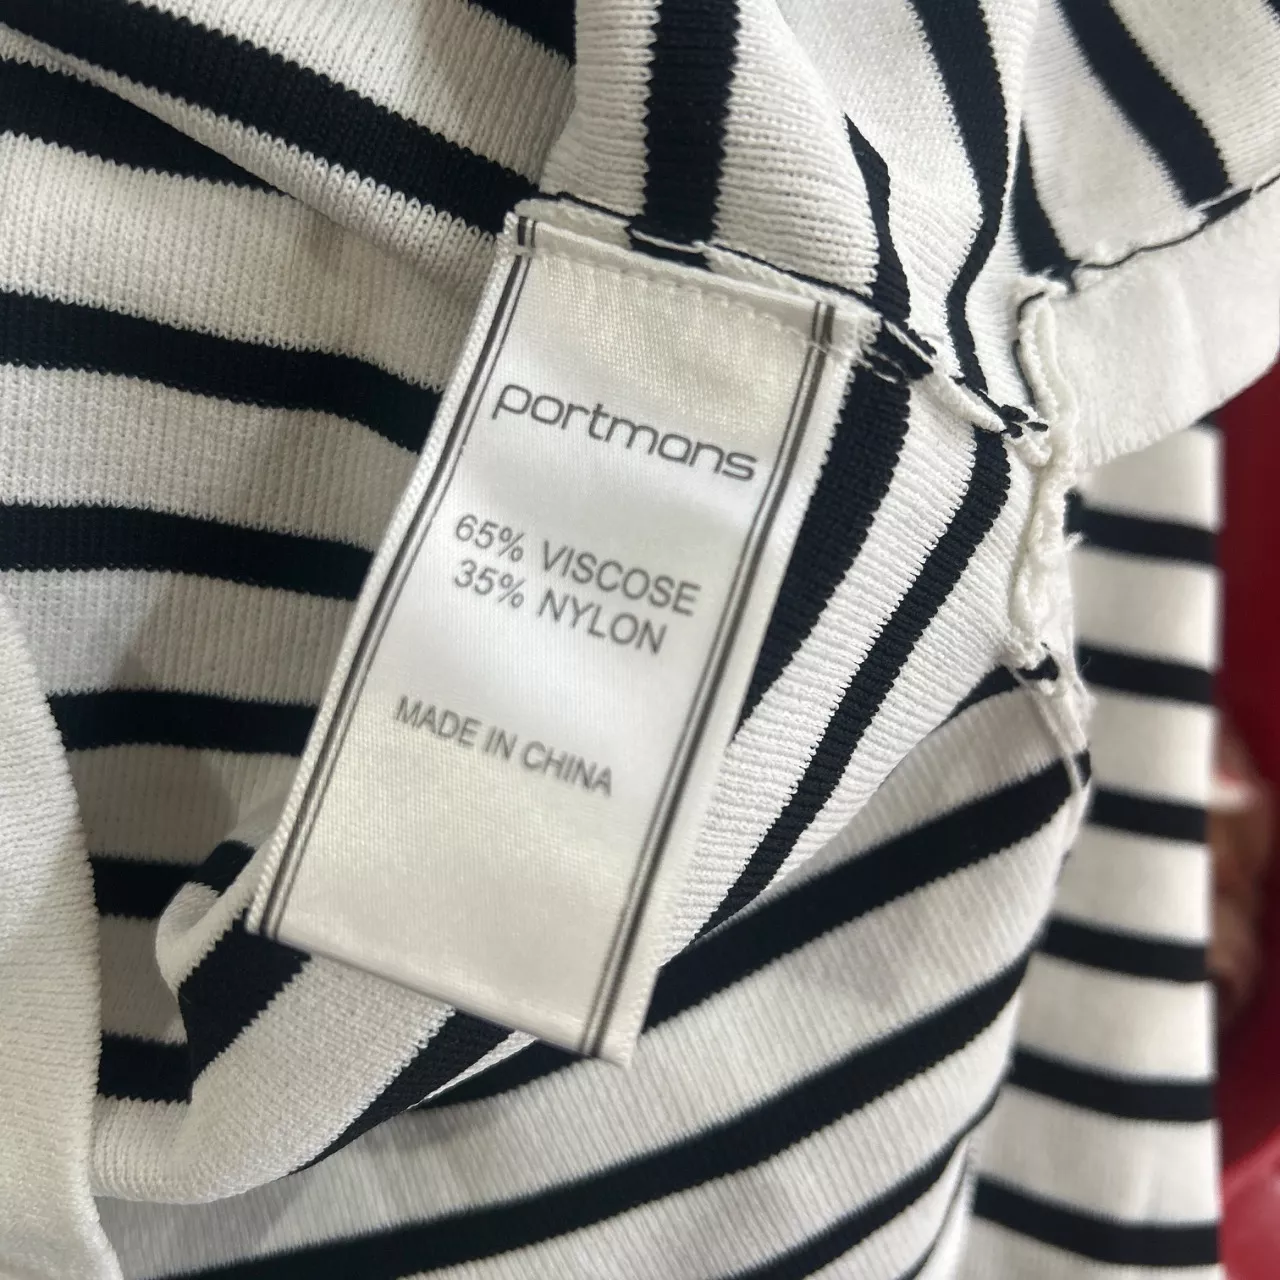 portmans
65% VISCOSE
35% NYLON
MADE IN CHINA